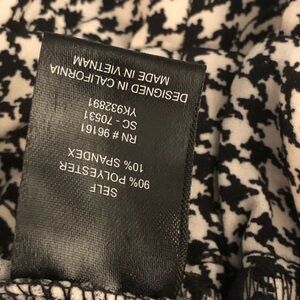 SELF
90% POLYESTER
10% SPANDEX
RN # 96161
SC - 70531
YK932891
DESIGNED IN CALIFORNIA
MADE IN VIETNAM